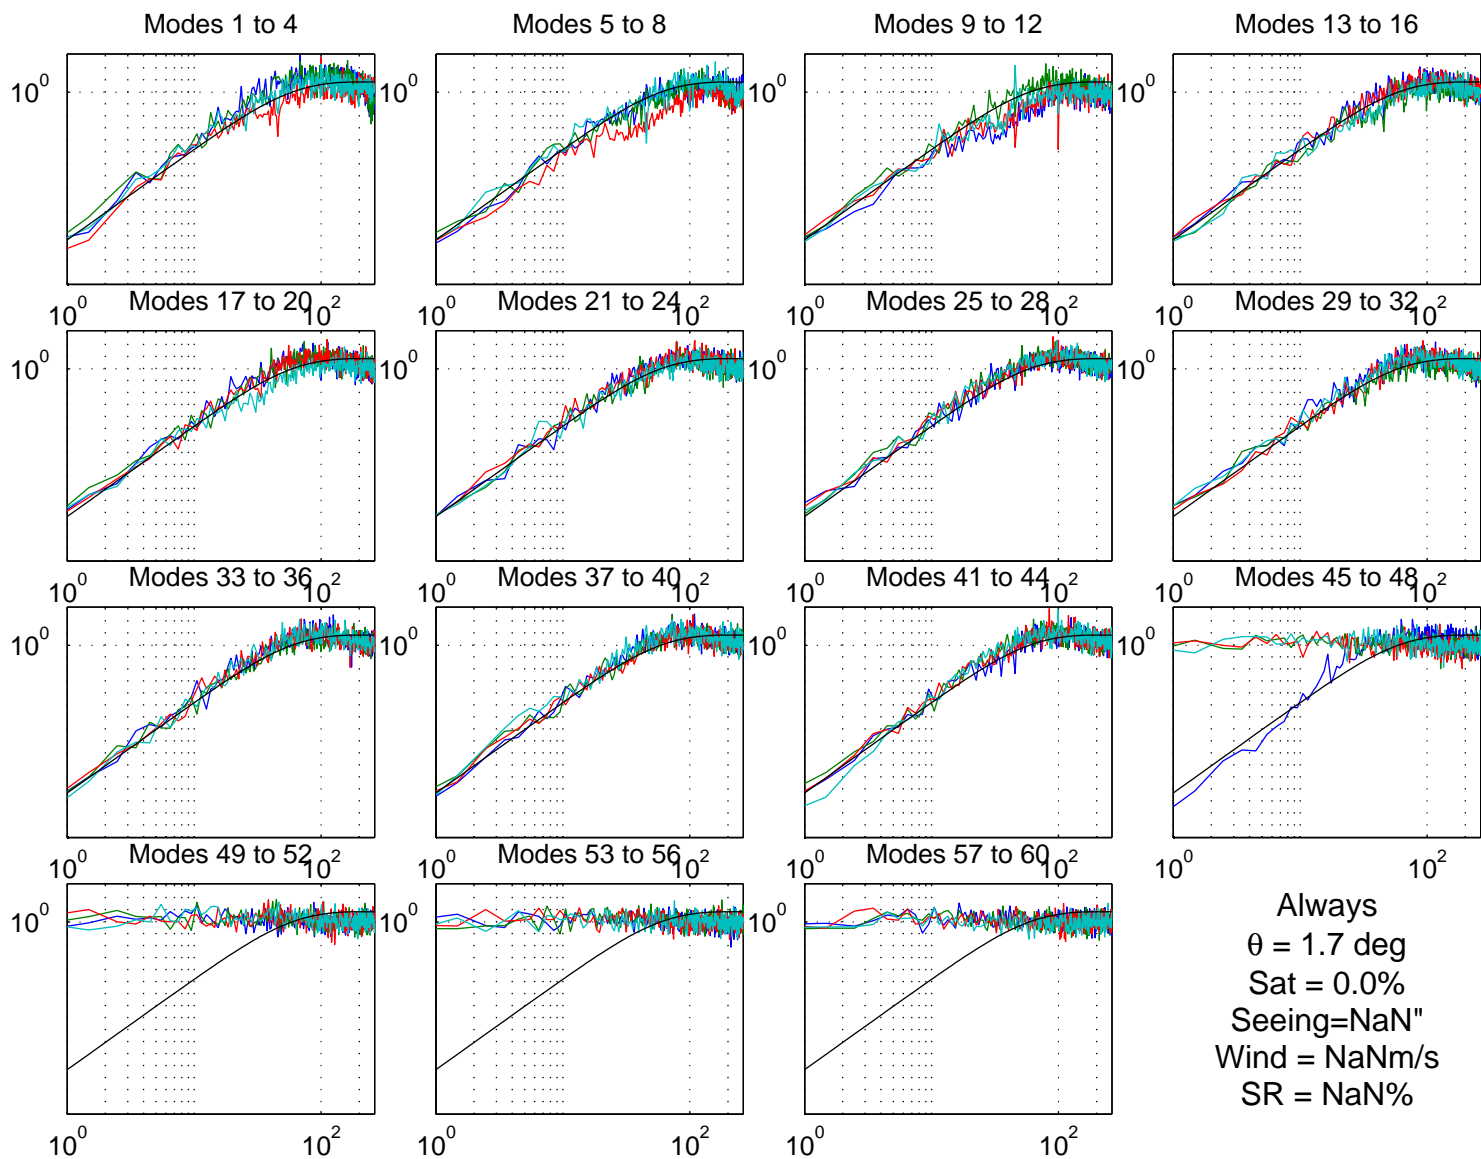 Modes 1 to 4
Modes 5 to 8
Modes 9 to 12
Modes 13 to 16
10^0
10^0
10^0
10^0
10^0
10^2
10^0
10^2
10^0
10^2
10^0
10^2
Modes 17 to 20
Modes 21 to 24
Modes 25 to 28
Modes 29 to 32
10^0
10^0
10^0
10^0
10^0
10^2
10^0
10^2
10^0
10^2
10^0
10^2
Modes 33 to 36
Modes 37 to 40
Modes 41 to 44
Modes 45 to 48
10^0
10^0
10^0
10^0
10^0
10^2
10^0
10^2
10^0
10^2
10^0
10^2
Modes 49 to 52
Modes 53 to 56
Modes 57 to 60
10^0
10^0
10^0
10^0
10^2
10^0
10^2
10^0
10^2
Always
θ = 1.7 deg
Sat = 0.0%
Seeing=NaN"
Wind = NaNm/s
SR = NaN%